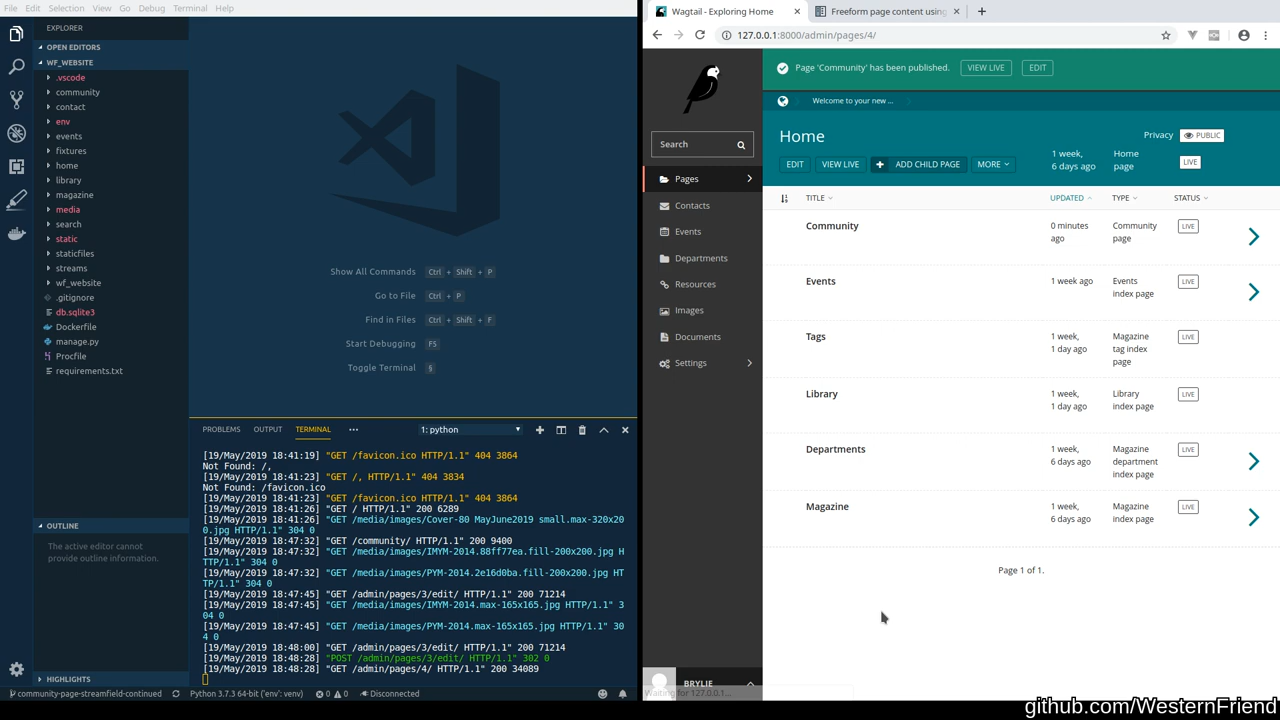 File Edit Selection View Go Debug Terminal Help
EXPLORER
OPEN EDITORS
WF_WEBSITE
.vscode
community
contact
env
events
fixtures
home
library
magazine
media
search
static
staticfiles
streams
wf_website
.gitignore
db.sqlite3
Dockerfile
manage.py
Procfile
requirements.txt
OUTLINE
The active editor cannot
provide outline information.
HIGHLIGHTS
Show All Commands Ctrl + Shift + P
Go to File Ctrl + P
Find in Files Ctrl + Shift + F
Start Debugging F5
Toggle Terminal §
PROBLEMS OUTPUT TERMINAL ··· 1: python
[19/May/2019 18:41:19] "GET /favicon.ico HTTP/1.1" 404 3864
Not Found: /,
[19/May/2019 18:41:23] "GET /, HTTP/1.1" 404 3834
Not Found: /favicon.ico
[19/May/2019 18:41:23] "GET /favicon.ico HTTP/1.1" 404 3864
[19/May/2019 18:41:26] "GET / HTTP/1.1" 200 6289
[19/May/2019 18:41:26] "GET /media/images/Cover-80 MayJune2019 small.max-320x20
0.jpg HTTP/1.1" 304 0
[19/May/2019 18:47:32] "GET /community/ HTTP/1.1" 200 9400
[19/May/2019 18:47:32] "GET /media/images/IMYM-2014.88ff77ea.fill-200x200.jpg H
TTP/1.1" 304 0
[19/May/2019 18:47:32] "GET /media/images/PYM-2014.2e16d0ba.fill-200x200.jpg HT
TP/1.1" 304 0
[19/May/2019 18:47:45] "GET /admin/pages/3/edit/ HTTP/1.1" 200 71214
[19/May/2019 18:47:45] "GET /media/images/IMYM-2014.max-165x165.jpg HTTP/1.1" 3
04 0
[19/May/2019 18:47:45] "GET /media/images/PYM-2014.max-165x165.jpg HTTP/1.1" 30
4 0
[19/May/2019 18:48:00] "GET /admin/pages/3/edit/ HTTP/1.1" 200 71214
[19/May/2019 18:48:28] "POST /admin/pages/3/edit/ HTTP/1.1" 302 0
[19/May/2019 18:48:28] "GET /admin/pages/4/ HTTP/1.1" 200 34089
community-page-streamfield-continued Python 3.7.3 64-bit ('env': venv) 0 0 Disconnected
Wagtail - Exploring Home Freeform page content using
127.0.0.1:8000/admin/pages/4/
Search
Pages
Contacts
Events
Departments
Resources
Images
Documents
Settings
BRYLIE
Waiting for 127.0.0.1...
Page 'Community' has been published. VIEW LIVE EDIT
Welcome to your new ...
Home
Privacy PUBLIC
EDIT VIEW LIVE ADD CHILD PAGE MORE
1 week,
6 days ago
Home
page
LIVE
TITLE UPDATED TYPE STATUS
Community
0 minutes
ago
Community
page
LIVE
Events
1 week ago
Events
index page
LIVE
Tags
1 week,
1 day ago
Magazine
tag index
page
LIVE
Library
1 week,
1 day ago
Library
index page
LIVE
Departments
1 week,
6 days ago
Magazine
department
index page
LIVE
Magazine
1 week,
6 days ago
Magazine
index page
LIVE
Page 1 of 1.
github.com/WesternFriend